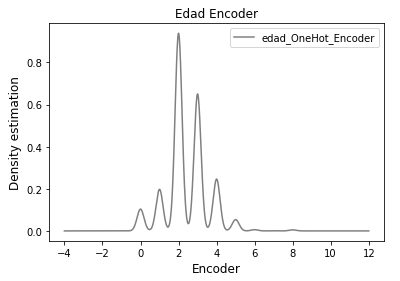 Edad Encoder
edad_OneHot_Encoder
Density estimation
0.8
0.6
0.4
0.2
0.0
−4 −2 0 2 4 6 8 10 12
Encoder